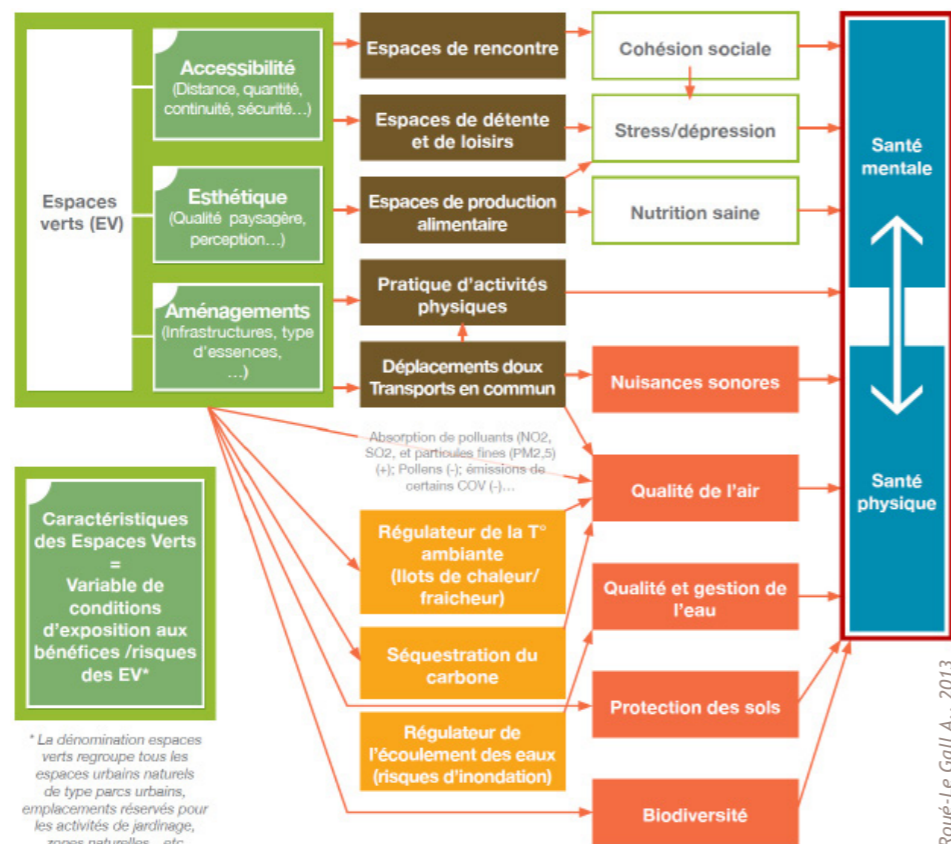 Espaces
verts (EV)
Accessibilité
(Distance, quantité,
continuité, sécurité...)
Esthétique
(Qualité paysagère,
perception...)
Aménagements
(Infrastructures, type
d'essences,
...)
Espaces de rencontre
Espaces de détente
et de loisirs
Espaces de production
alimentaire
Pratique d'activités
physiques
Déplacements doux
Transports en commun
Cohésion sociale
Stress/dépression
Nutrition saine
Nuisances sonores
Absorption de polluants (NO2,
SO2, et particules fines (PM2,5)
(+); Pollens (-); émissions de
certains COV (-)...
Qualité de l'air
Régulateur de la T°
ambiante
(Ilots de chaleur/
fraicheur)
Qualité et gestion de
l'eau
Séquestration du
carbone
Protection des sols
Régulateur de
l'écoulement des eaux
(risques d'inondation)
Biodiversité
Santé
mentale
Santé
physique
Caractéristiques
des Espaces Verts
=
Variable de
conditions
d'exposition aux
bénéfices /risques
des EV*
* La dénomination espaces
verts regroupe tous les
espaces urbains naturels
de type parcs urbains,
emplacements réservés pour
les activités de jardinage,
zones naturelles...etc
Roué-Le Gall A., 2013